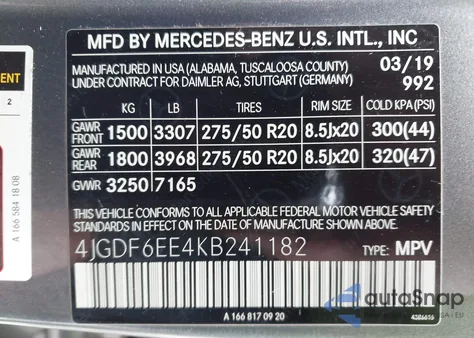 MFD BY MERCEDES-BENZ U.S. INTL., INC
MANUFACTURED IN USA (ALABAMA, TUSCALOOSA COUNTY) 03/19
UNDER CONTRACT FOR DAIMLER AG, STUTTGART (GERMANY) 992
KG LB TIRES RIM SIZE COLD KPA(PSI)
GAWR FRONT 1500 3307 275/50 R20 8.5Jx20 300(44)
GAWR REAR 1800 3968 275/50 R20 8.5Jx20 320(47)
GVWR 3250 7165
THIS VEHICLE CONFORMS TO ALL APPLICABLE FEDERAL MOTOR VEHICLE
SAFETY STANDARDS IN EFFECT ON THE DATE OF
MANUFACTURE SHOWN ABOVE.
4JGDF6EE4KB241182 TYPE: MPV
A 166 817 09 20
2
A 166 584 18 08
autoSnap